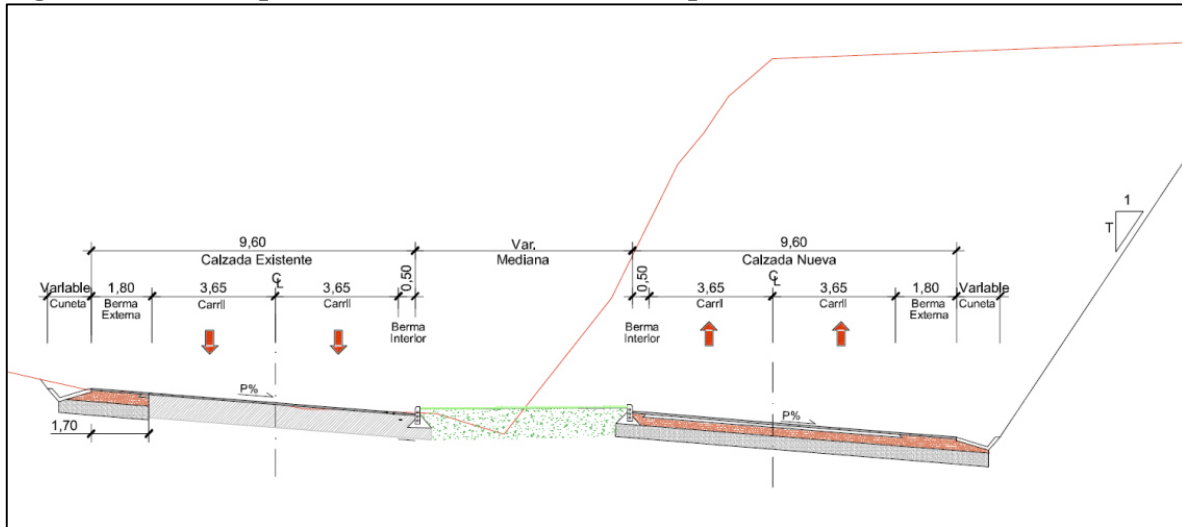 9,60
Calzada Existente
Var.
Mediana
9,60
Calzada Nueva
1
T
Variable
Cuneta
1,80
Berma
Externa
3,65
Carril
CL
3,65
Carril
0,50
Berma
Interior
0,50
Berma
Interior
3,65
Carril
CL
3,65
Carril
1,80
Berma
Externa
Variable
Cuneta
P%
P%
1,70